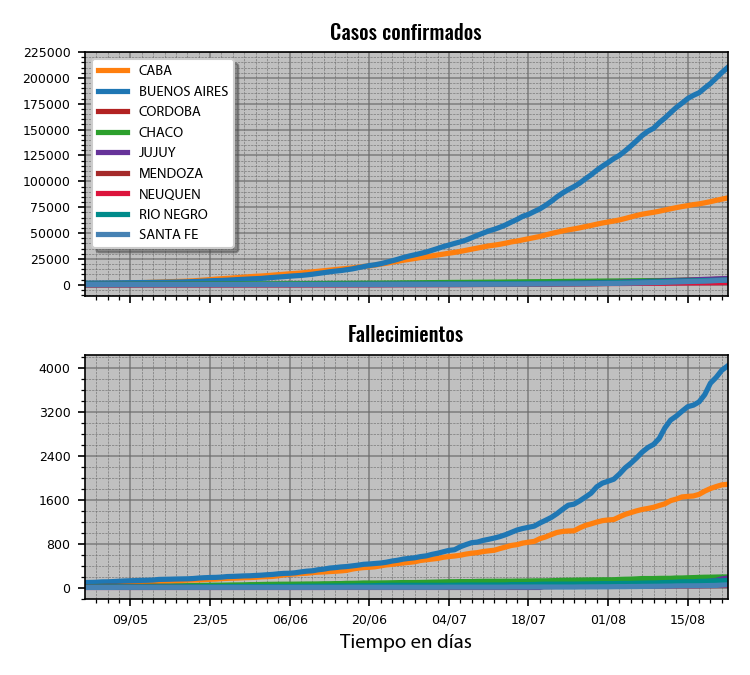 Casos confirmados
225000
200000
175000
150000
125000
100000
75000
50000
25000
0
CABA
BUENOS AIRES
CORDOBA
CHACO
JUJUY
MENDOZA
NEUQUEN
RIO NEGRO
SANTA FE
Fallecimientos
4000
3200
2400
1600
800
0
09/05 23/05 06/06 20/06 04/07 18/07 01/08 15/08
Tiempo en días